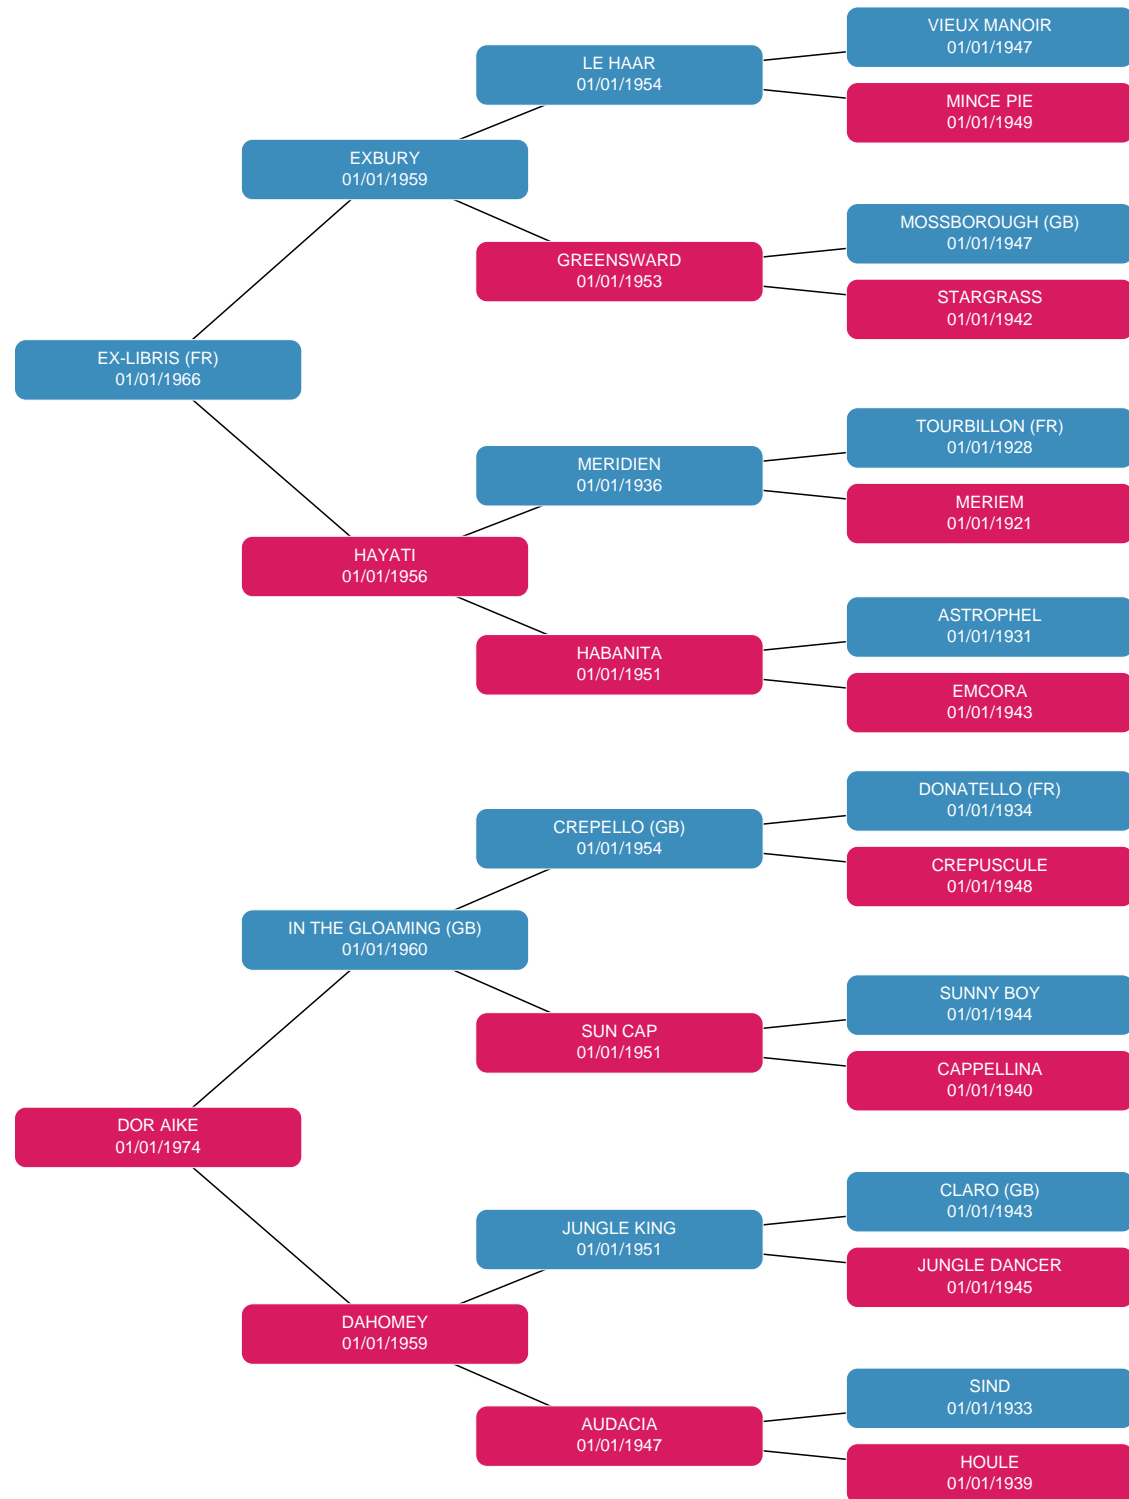 VIEUX MANOIR
01/01/1947
LE HAAR
01/01/1954
MINCE PIE
01/01/1949
EXBURY
01/01/1959
MOSSBOROUGH (GB)
01/01/1947
GREENSWARD
01/01/1953
STARGRASS
01/01/1942
EX-LIBRIS (FR)
01/01/1966
TOURBILLON (FR)
01/01/1928
MERIDIEN
01/01/1936
MERIEM
01/01/1921
HAYATI
01/01/1956
ASTROPHEL
01/01/1931
HABANITA
01/01/1951
EMCORA
01/01/1943
DONATELLO (FR)
01/01/1934
CREPELLO (GB)
01/01/1954
CREPUSCULE
01/01/1948
IN THE GLOAMING (GB)
01/01/1960
SUNNY BOY
01/01/1944
SUN CAP
01/01/1951
CAPPELLINA
01/01/1940
DOR AIKE
01/01/1974
CLARO (GB)
01/01/1943
JUNGLE KING
01/01/1951
JUNGLE DANCER
01/01/1945
DAHOMEY
01/01/1959
SIND
01/01/1933
AUDACIA
01/01/1947
HOULE
01/01/1939